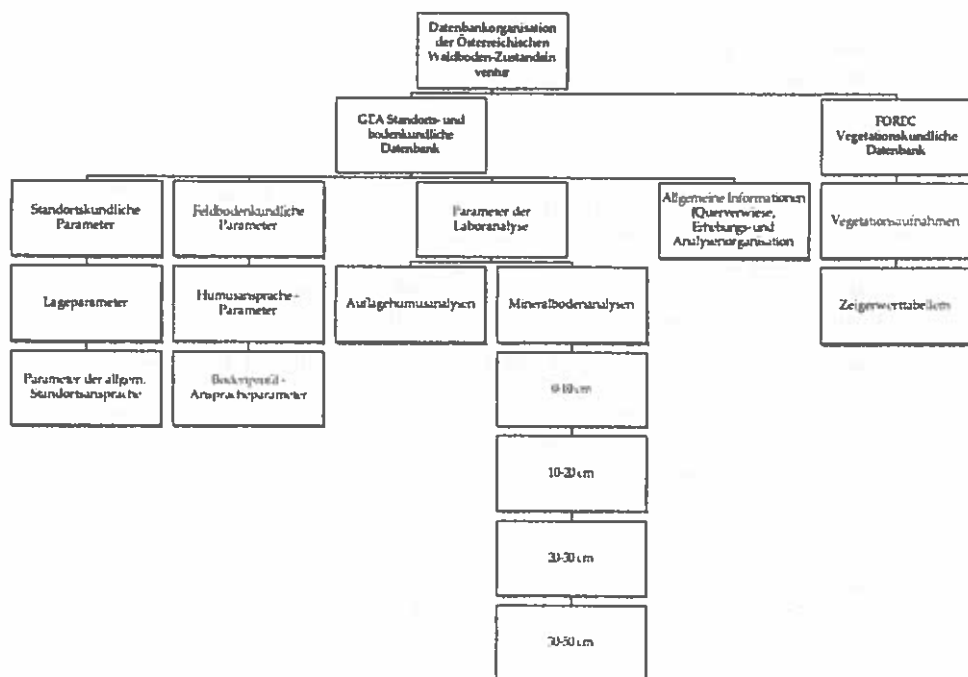 Datenbankorganisation
der Österreichischen
Waldboden-Zustandsin
ventur
GEA Standorts- und
bodenkundliche
Datenbank
FOREC
Vegetationskundliche
Datenbank
Standortskundliche
Parameter
Feldbodenkundliche
Parameter
Parameter der
Laboranalyse
Allgemeine Informationen
(Querverwiese,
Erhebungs- und
Analysenorganisation
Vegetationsaufnahmen
Lageparameter
Humusansprache-
Parameter
Auflagehumusanalysen
Mineralbodenanalysen
Zeigerwerttabellen
Parameter der allgem.
Standortsansprache
Bodenprofil-
Anspracheparameter
0-10 cm
10-20 cm
20-30 cm
30-50 cm